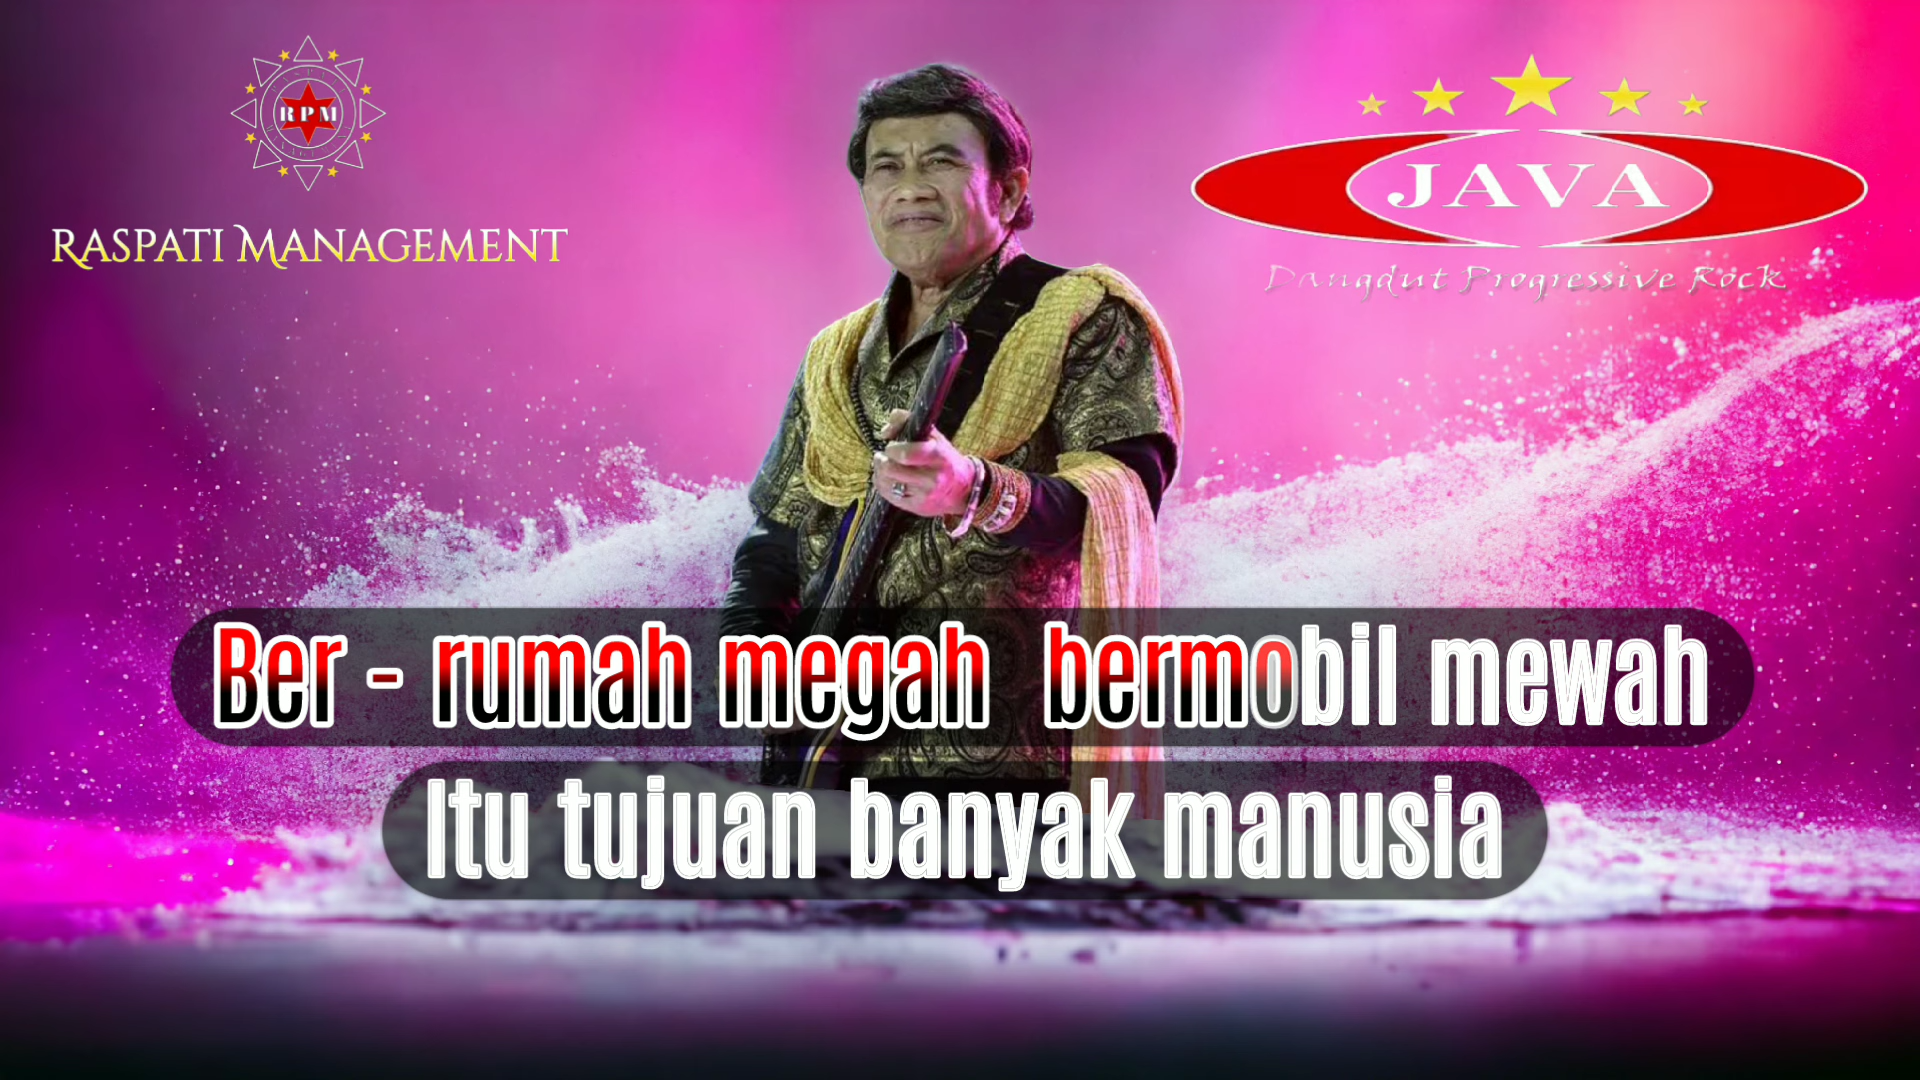 RPM
RASPATI MANAGEMENT
JAVA
Dangdut Progressive Rock
Ber - rumah megah bermobil mewah
Itu tujuan banyak manusia